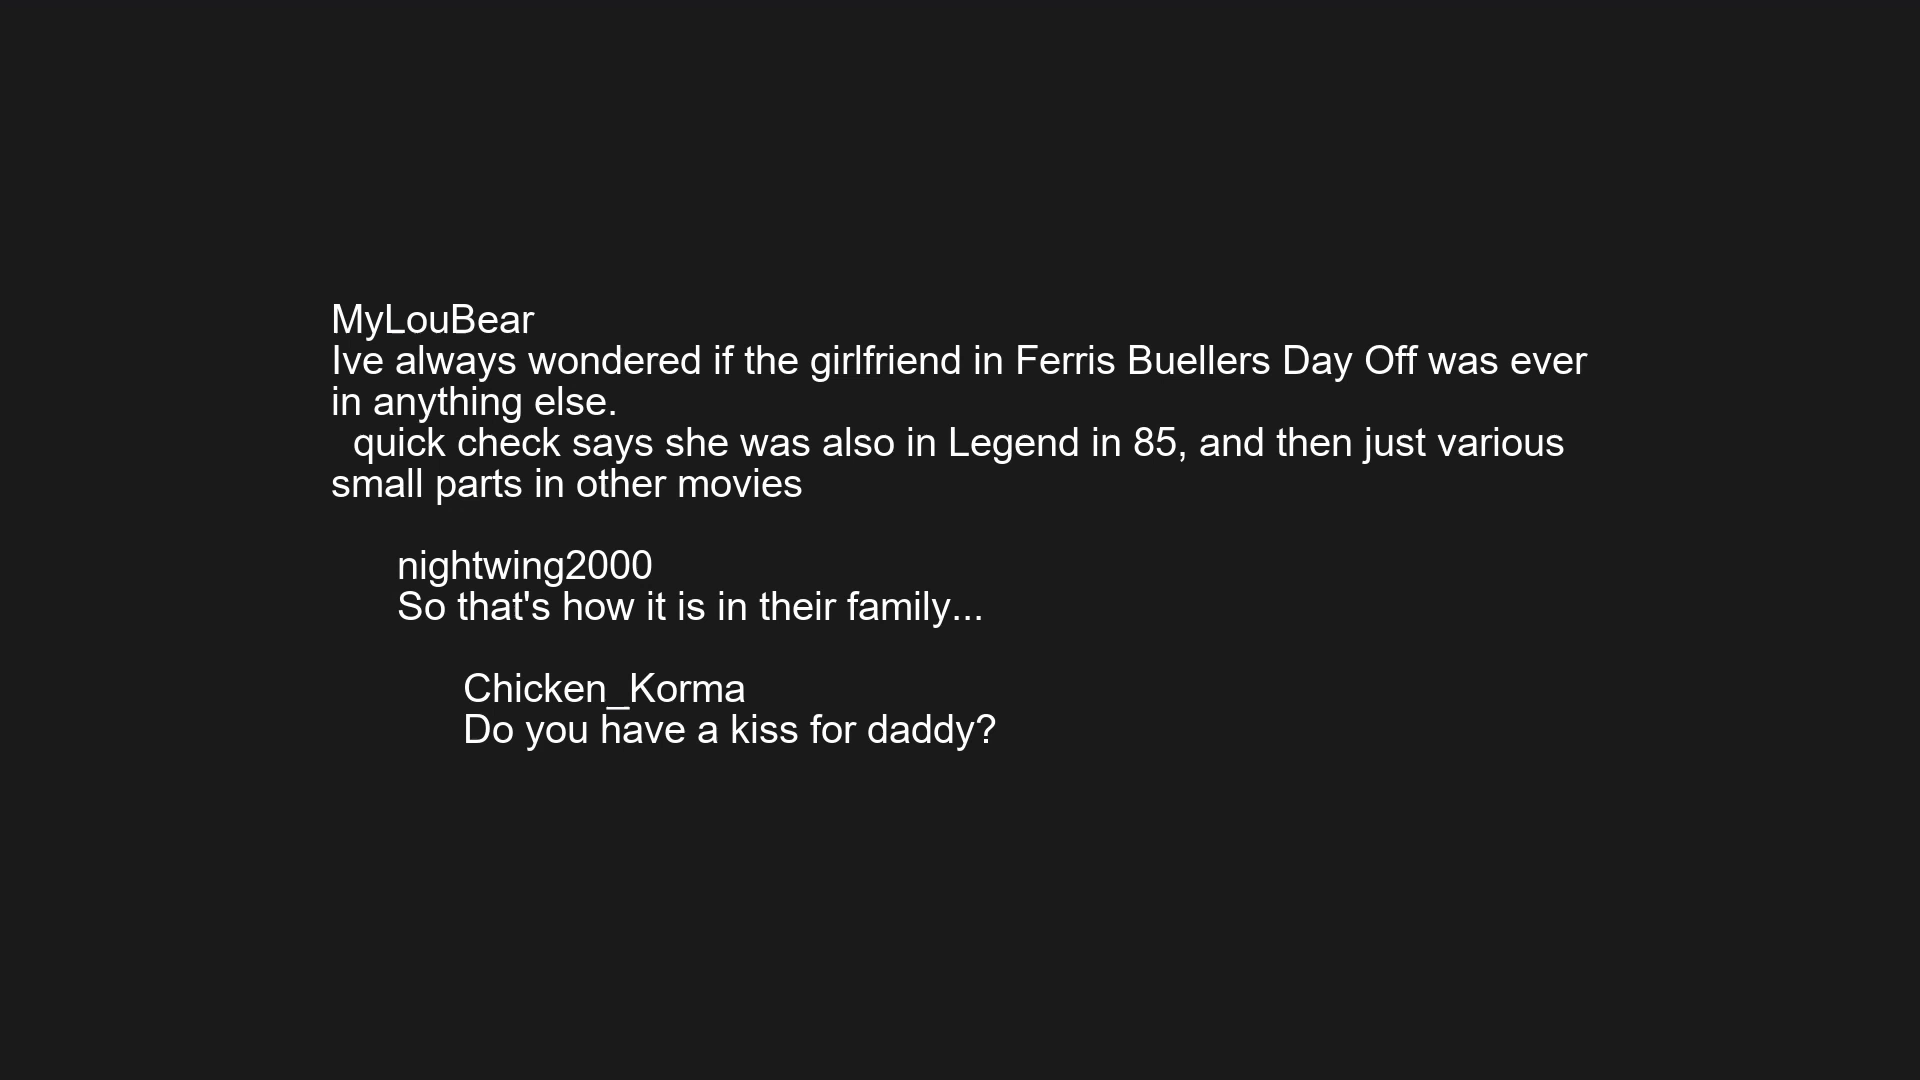 MyLouBear
Ive always wondered if the girlfriend in Ferris Buellers Day Off was ever
in anything else.
quick check says she was also in Legend in 85, and then just various
small parts in other movies
nightwing2000
So that's how it is in their family...
Chicken_Korma
Do you have a kiss for daddy?